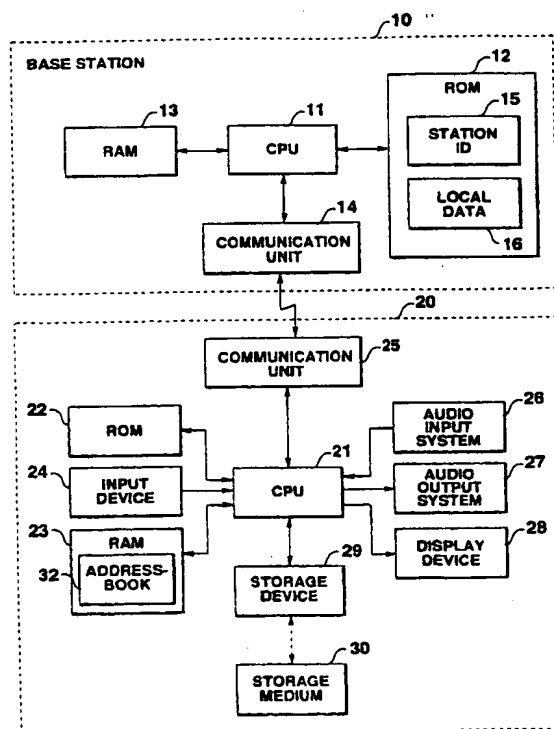 10
BASE STATION
12
ROM
13
11
15
RAM
CPU
STATION
ID
14
LOCAL
DATA
COMMUNICATION
UNIT
16
20
COMMUNICATION
UNIT
25
22
ROM
26
AUDIO
INPUT
SYSTEM
24
21
INPUT
DEVICE
CPU
27
AUDIO
OUTPUT
SYSTEM
23
RAM
28
32
ADDRESS-
BOOK
29
DISPLAY
DEVICE
STORAGE
DEVICE
30
STORAGE
MEDIUM